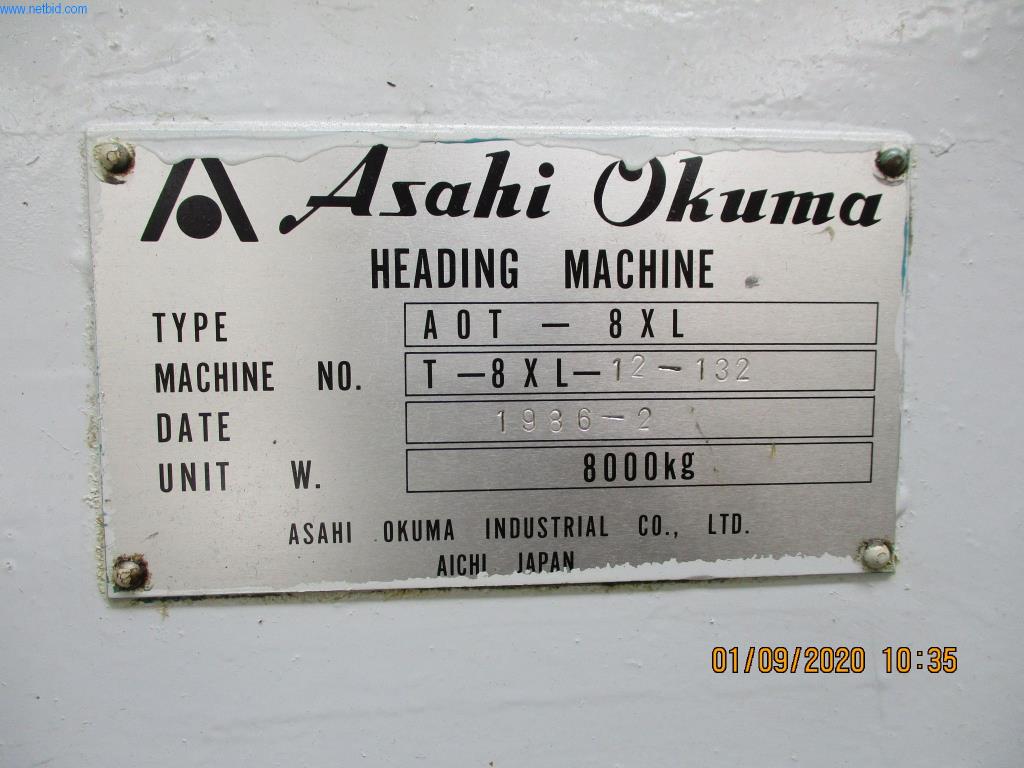 www.netbid.com
Asahi Okuma
HEADING MACHINE
TYPE AOT - 8XL
MACHINE NO. T-8XL-12-132
DATE 1986-2
UNIT W. 8000kg
ASAHI OKUMA INDUSTRIAL CO., LTD.
AICHI JAPAN
01/09/2020 10:35